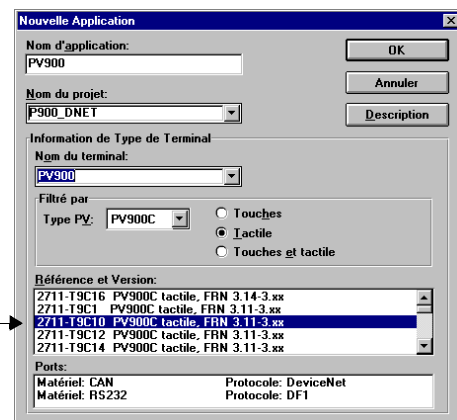 Nouvelle Application
Nom d'application:
PV900
OK
Annuler
Nom du projet:
P900_DNET
Description
Information de Type de Terminal
Nom du terminal:
PV900
Filtré par
Type PV: PV900C
Touches
Tactile
Touches et tactile
Référence et Version:
2711-T9C16 PV900C tactile, FRN 3.14-3.xx
2711-T9C1 PV900C tactile, FRN 3.11-3.xx
2711-T9C10 PV900C tactile, FRN 3.11-3.xx
2711-T9C12 PV900C tactile, FRN 3.11-3.xx
2711-T9C14 PV900C tactile, FRN 3.11-3.xx
Ports:
Matériel: CAN Protocole: DeviceNet
Matériel: RS232 Protocole: DF1